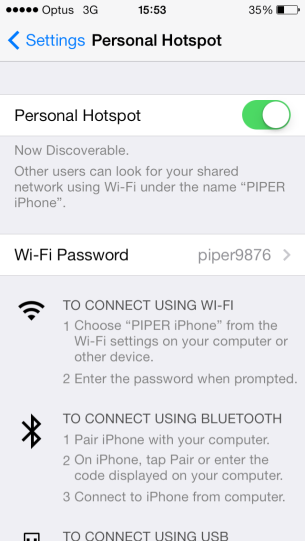 Optus 3G 15:53 35%
Settings Personal Hotspot
Personal Hotspot
Now Discoverable.
Other users can look for your shared
network using Wi-Fi under the name “PIPER
iPhone”.
Wi-Fi Password piper9876
TO CONNECT USING WI-FI
1 Choose “PIPER iPhone” from the
Wi-Fi settings on your computer or
other device.
2 Enter the password when prompted.
TO CONNECT USING BLUETOOTH
1 Pair iPhone with your computer.
2 On iPhone, tap Pair or enter the
code displayed on your computer.
3 Connect to iPhone from computer.
TO CONNECT USING USB